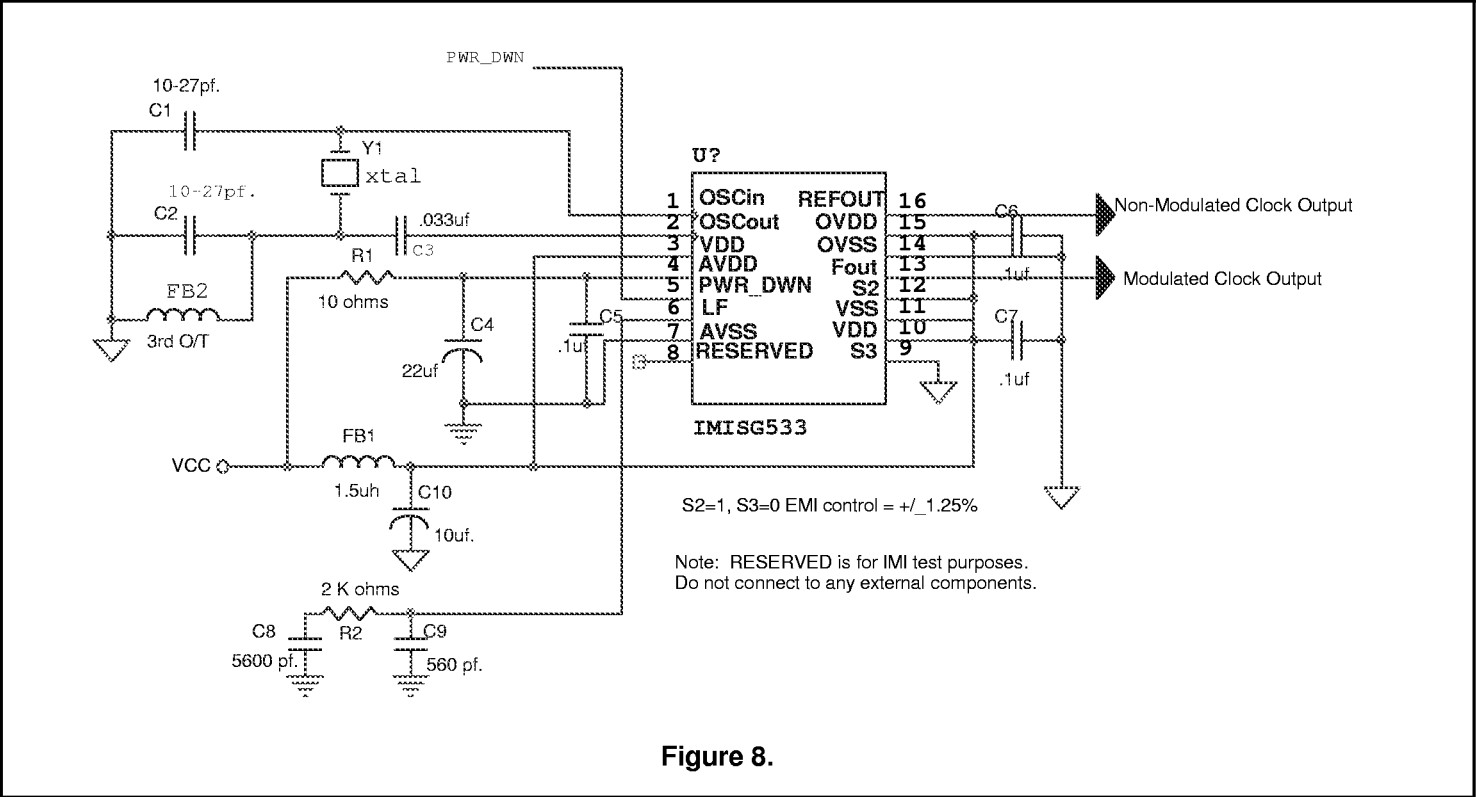 PWR_DWN
10-27pf.
C1
Y1
xtal
10-27pf.
C2
.033uf
C3
R1
10 ohms
FB2
3rd O/T
C4
22uf
C5
.1uf
U?
1 OSCin REFOUT 16
2 OSCout OVDD 15
3 VDD OVSS 14
4 AVDD Fout 13
5 PWR_DWN S2 12
6 LF VSS 11
7 AVSS VDD 10
8 RESERVED S3 9
IMISG533
C6
.1uf
C7
.1uf
Non-Modulated Clock Output
Modulated Clock Output
FB1
VCC
1.5uh
C10
10uf.
2 K ohms
C8
R2
C9
5600 pf.
560 pf.
S2=1, S3=0 EMI control = +/_1.25%
Note: RESERVED is for IMI test purposes.
Do not connect to any external components.
Figure 8.